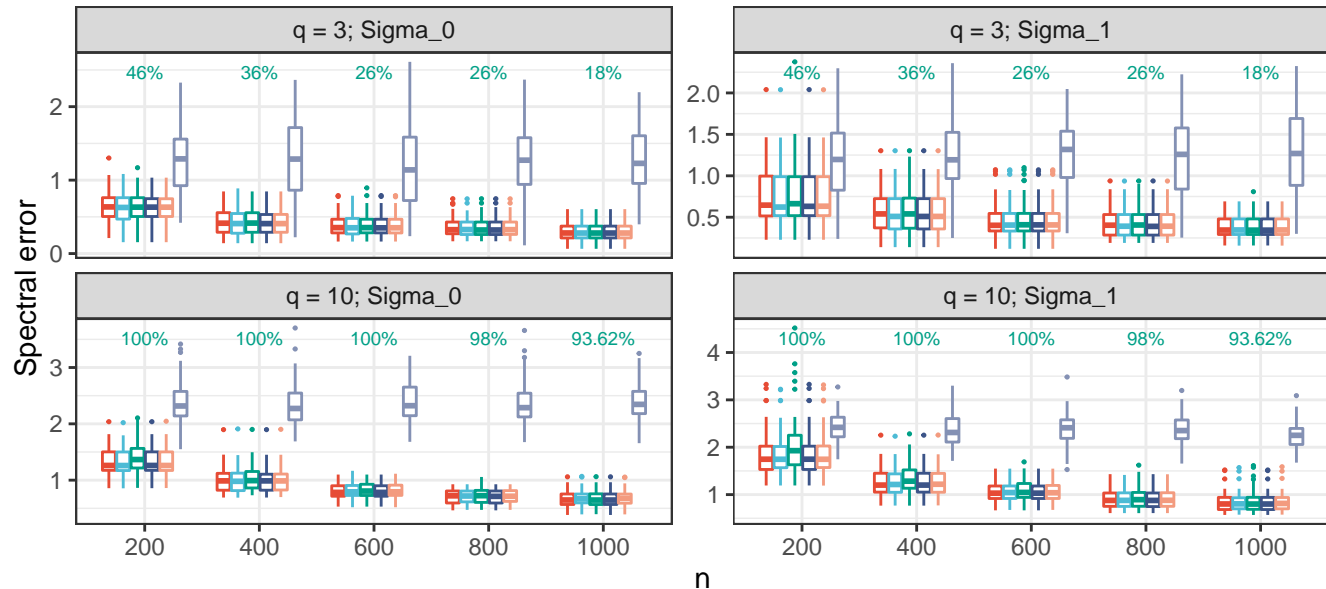 q = 3; Sigma_0
q = 3; Sigma_1
46% 36% 26% 26% 18%
46% 36% 26% 26% 18%
2
1
0
2.0
1.5
1.0
0.5
Spectral error
q = 10; Sigma_0
q = 10; Sigma_1
100% 100% 100% 98% 93.62%
100% 100% 100% 98% 93.62%
3
2
1
4
3
2
1
200 400 600 800 1000
200 400 600 800 1000
n